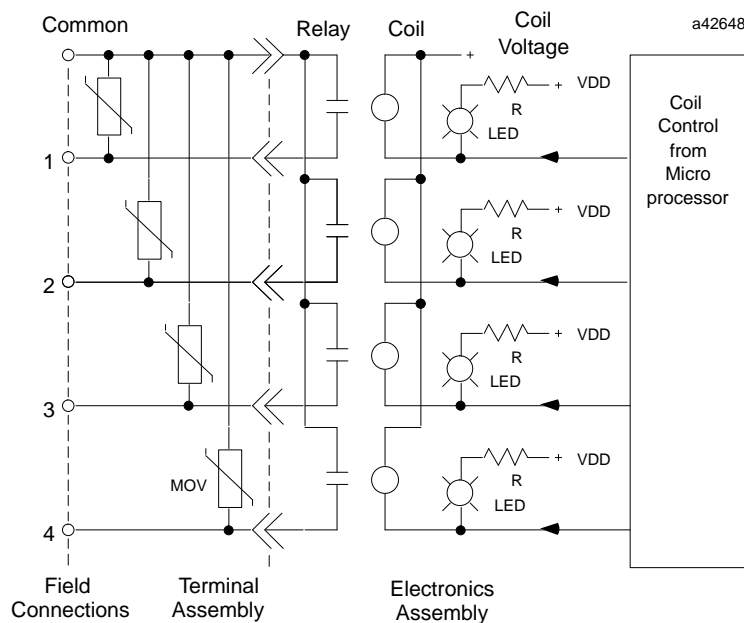 Common
Relay
Coil
Coil
Voltage
a42648
+
+ VDD
R
LED
Coil
Control
from
Micro
processor
1
+ VDD
R
LED
2
+ VDD
R
LED
3
+ VDD
R
LED
MOV
4
Field
Connections
Terminal
Assembly
Electronics
Assembly